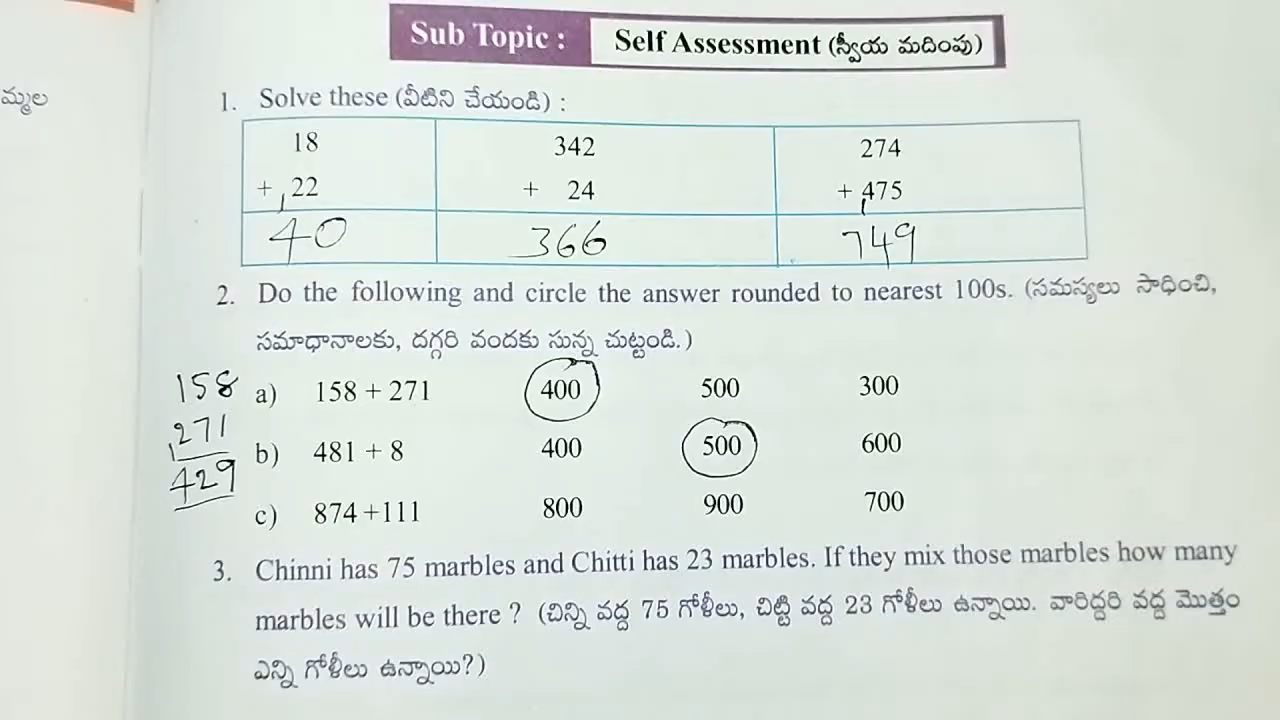 Sub Topic : Self Assessment (స్వీయ మదింపు)
మ్మల
1. Solve these (వీటిని చేయండి) :
18 342 274
+ 22 + 24 + 475
1 1
40 366 749
2. Do the following and circle the answer rounded to nearest 100s. (సమస్యలు సాధించి,
సమాధానాలకు, దగ్గరి వందకు సున్న చుట్టండి.)
158
271
1
429
a) 158 + 271 400 500 300
b) 481 + 8 400 500 600
c) 874 +111 800 900 700
3. Chinni has 75 marbles and Chitti has 23 marbles. If they mix those marbles how many
marbles will be there ? (చిన్ని వద్ద 75 గోళీలు, చిట్టి వద్ద 23 గోళీలు ఉన్నాయి. వారిద్దరి వద్ద మొత్తం
ఎన్ని గోళీలు ఉన్నాయి?)